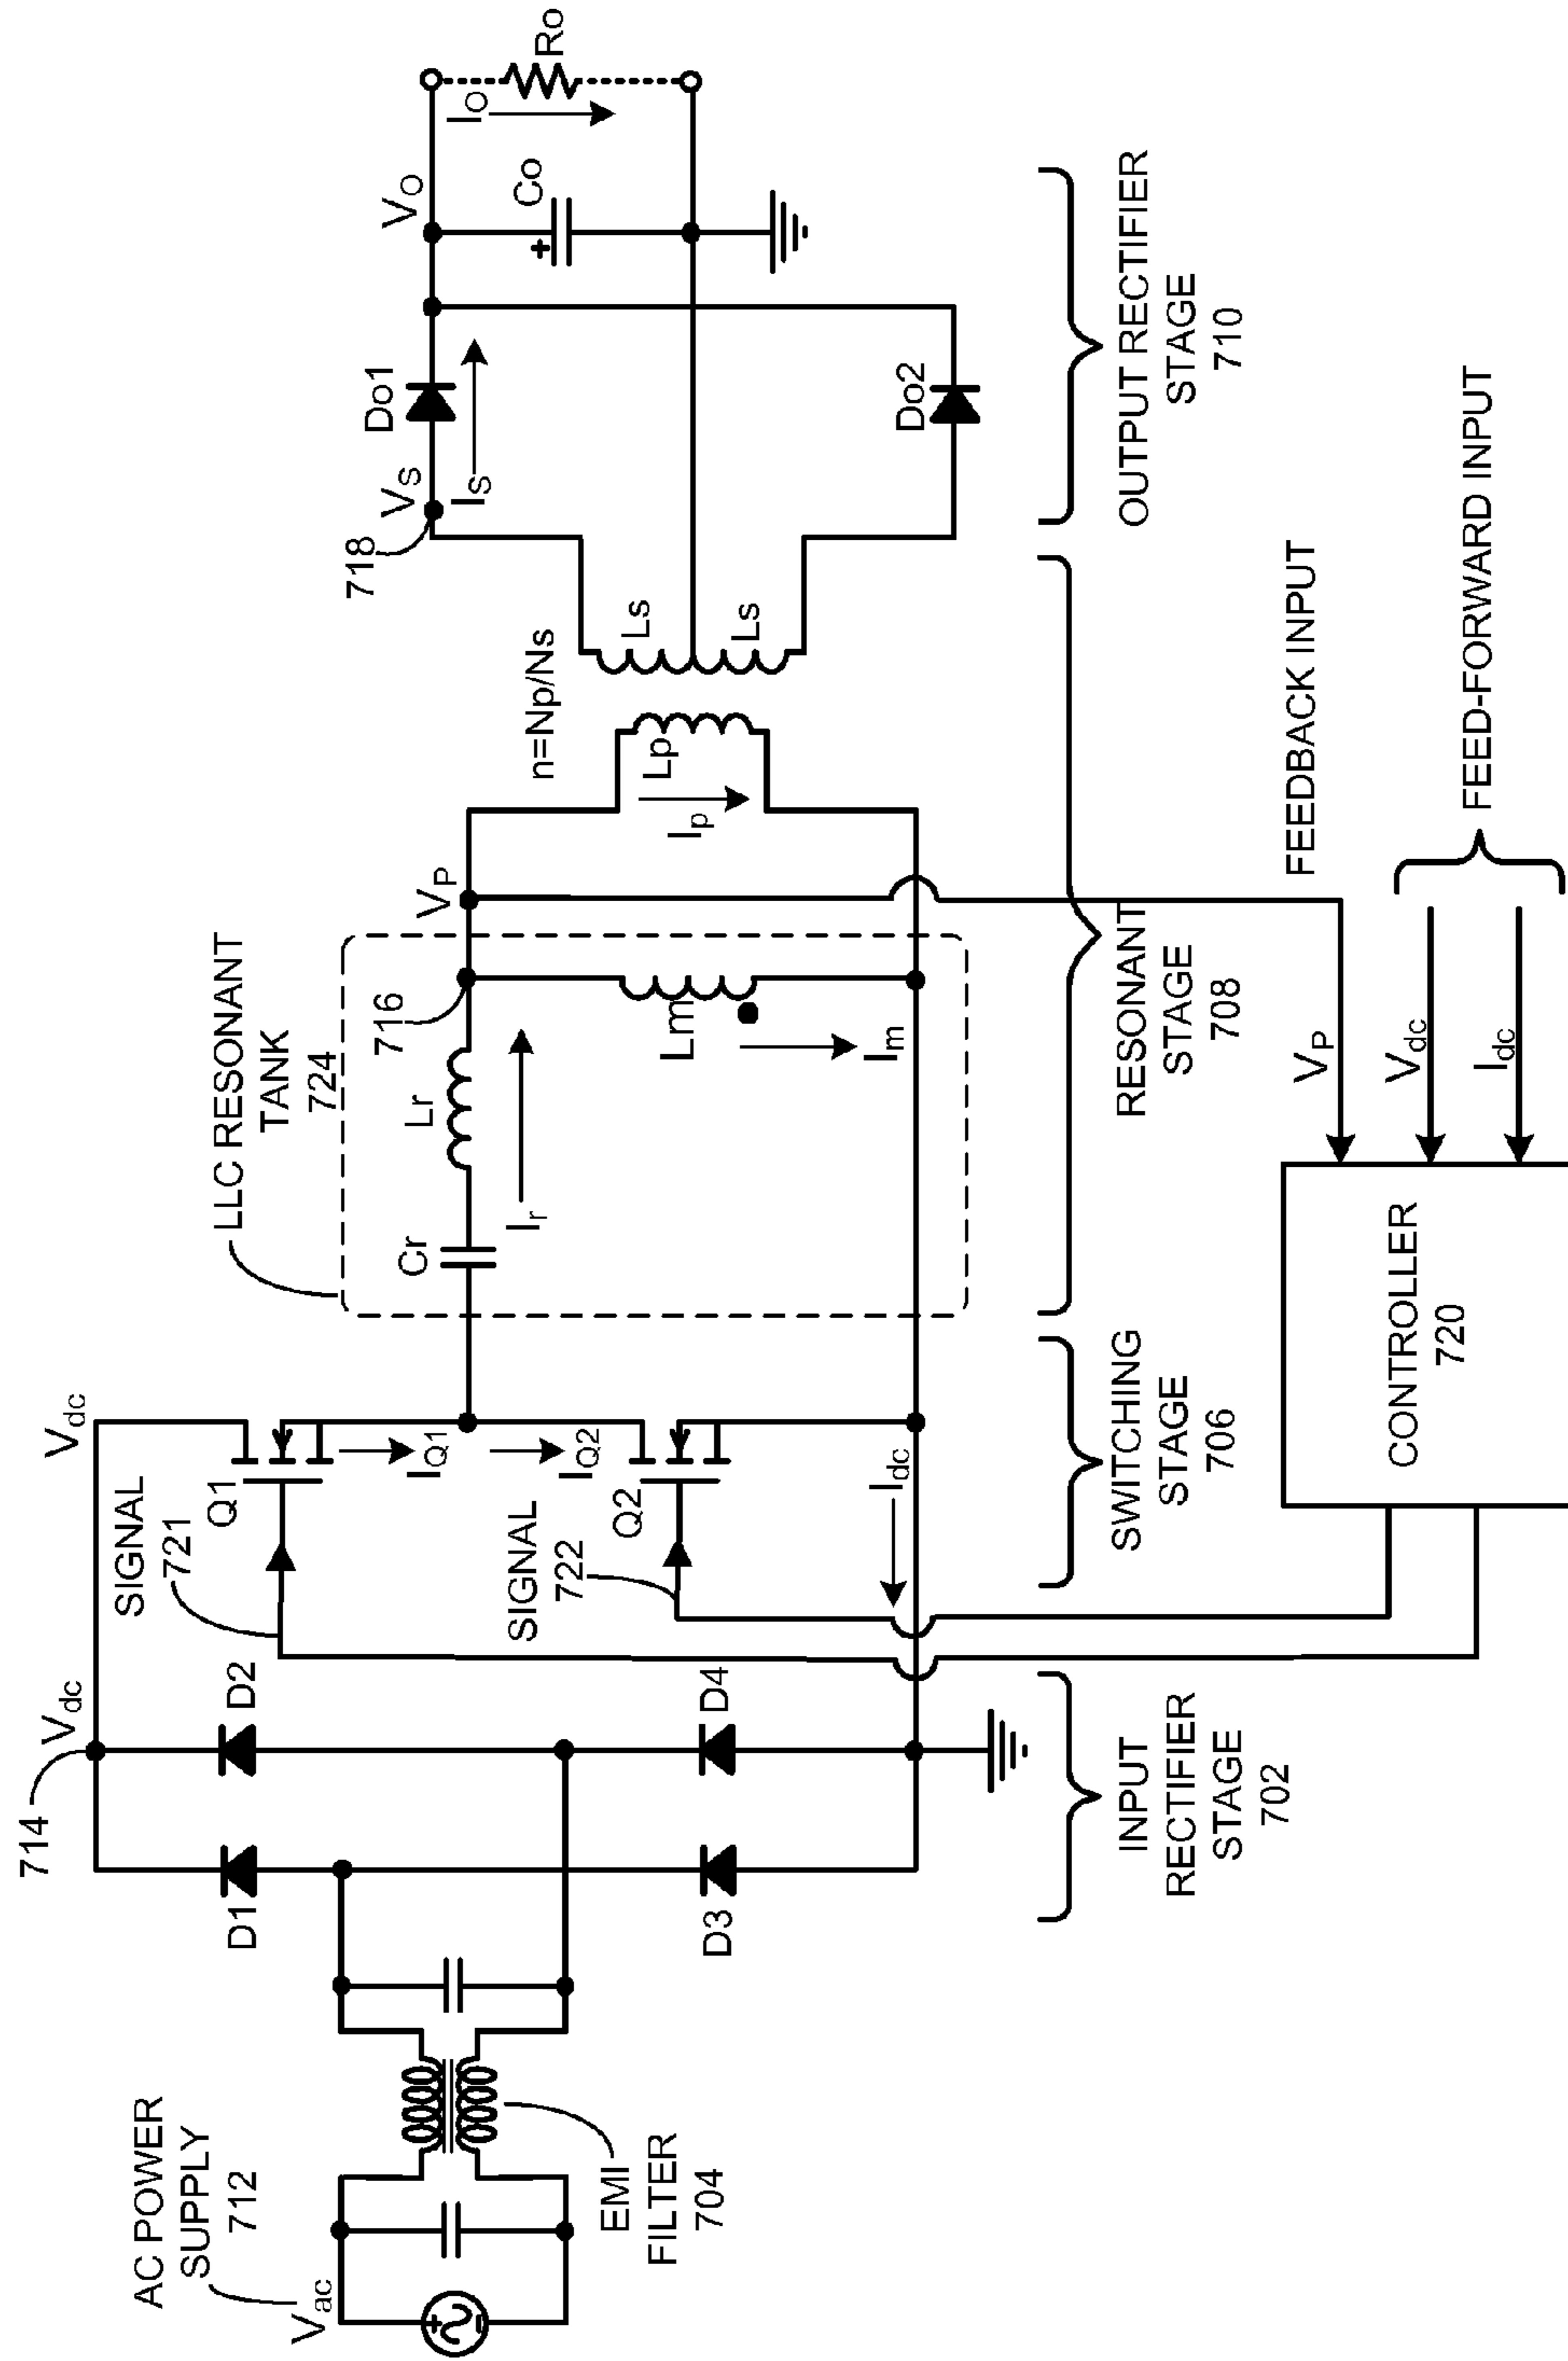 AC POWER
SUPPLY
712
Vac
EMI
FILTER
704
714
Vdc
D1
D2
D3
D4
INPUT
RECTIFIER
STAGE
702
Vdc
SIGNAL
721
Q1
IQ1
IQ2
SIGNAL
722
Q2
Idc
SWITCHING
STAGE
706
LLC RESONANT
TANK
724
Cr
Lr
Ir
716
Lm
Im
VP
Lp
Ip
n=Np/Ns
Ls
Ls
RESONANT
STAGE
708
718
VS
IS
Do1
Do2
VO
Co
+
IO
Ro
OUTPUT RECTIFIER
STAGE
710
CONTROLLER
720
VP
Vdc
Idc
FEEDBACK INPUT
FEED-FORWARD INPUT